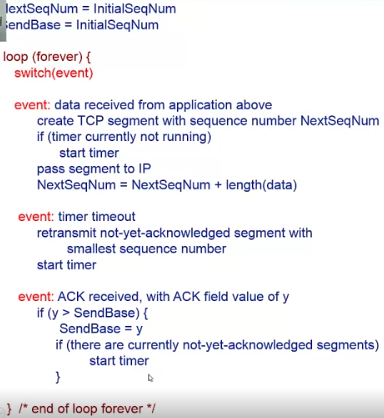 NextSeqNum = InitialSeqNum
SendBase = InitialSeqNum
loop (forever) {
switch(event)
event: data received from application above
create TCP segment with sequence number NextSeqNum
if (timer currently not running)
start timer
pass segment to IP
NextSeqNum = NextSeqNum + length(data)
event: timer timeout
retransmit not-yet-acknowledged segment with
smallest sequence number
start timer
event: ACK received, with ACK field value of y
if (y > SendBase) {
SendBase = y
if (there are currently not-yet-acknowledged segments)
start timer
}
} /* end of loop forever */